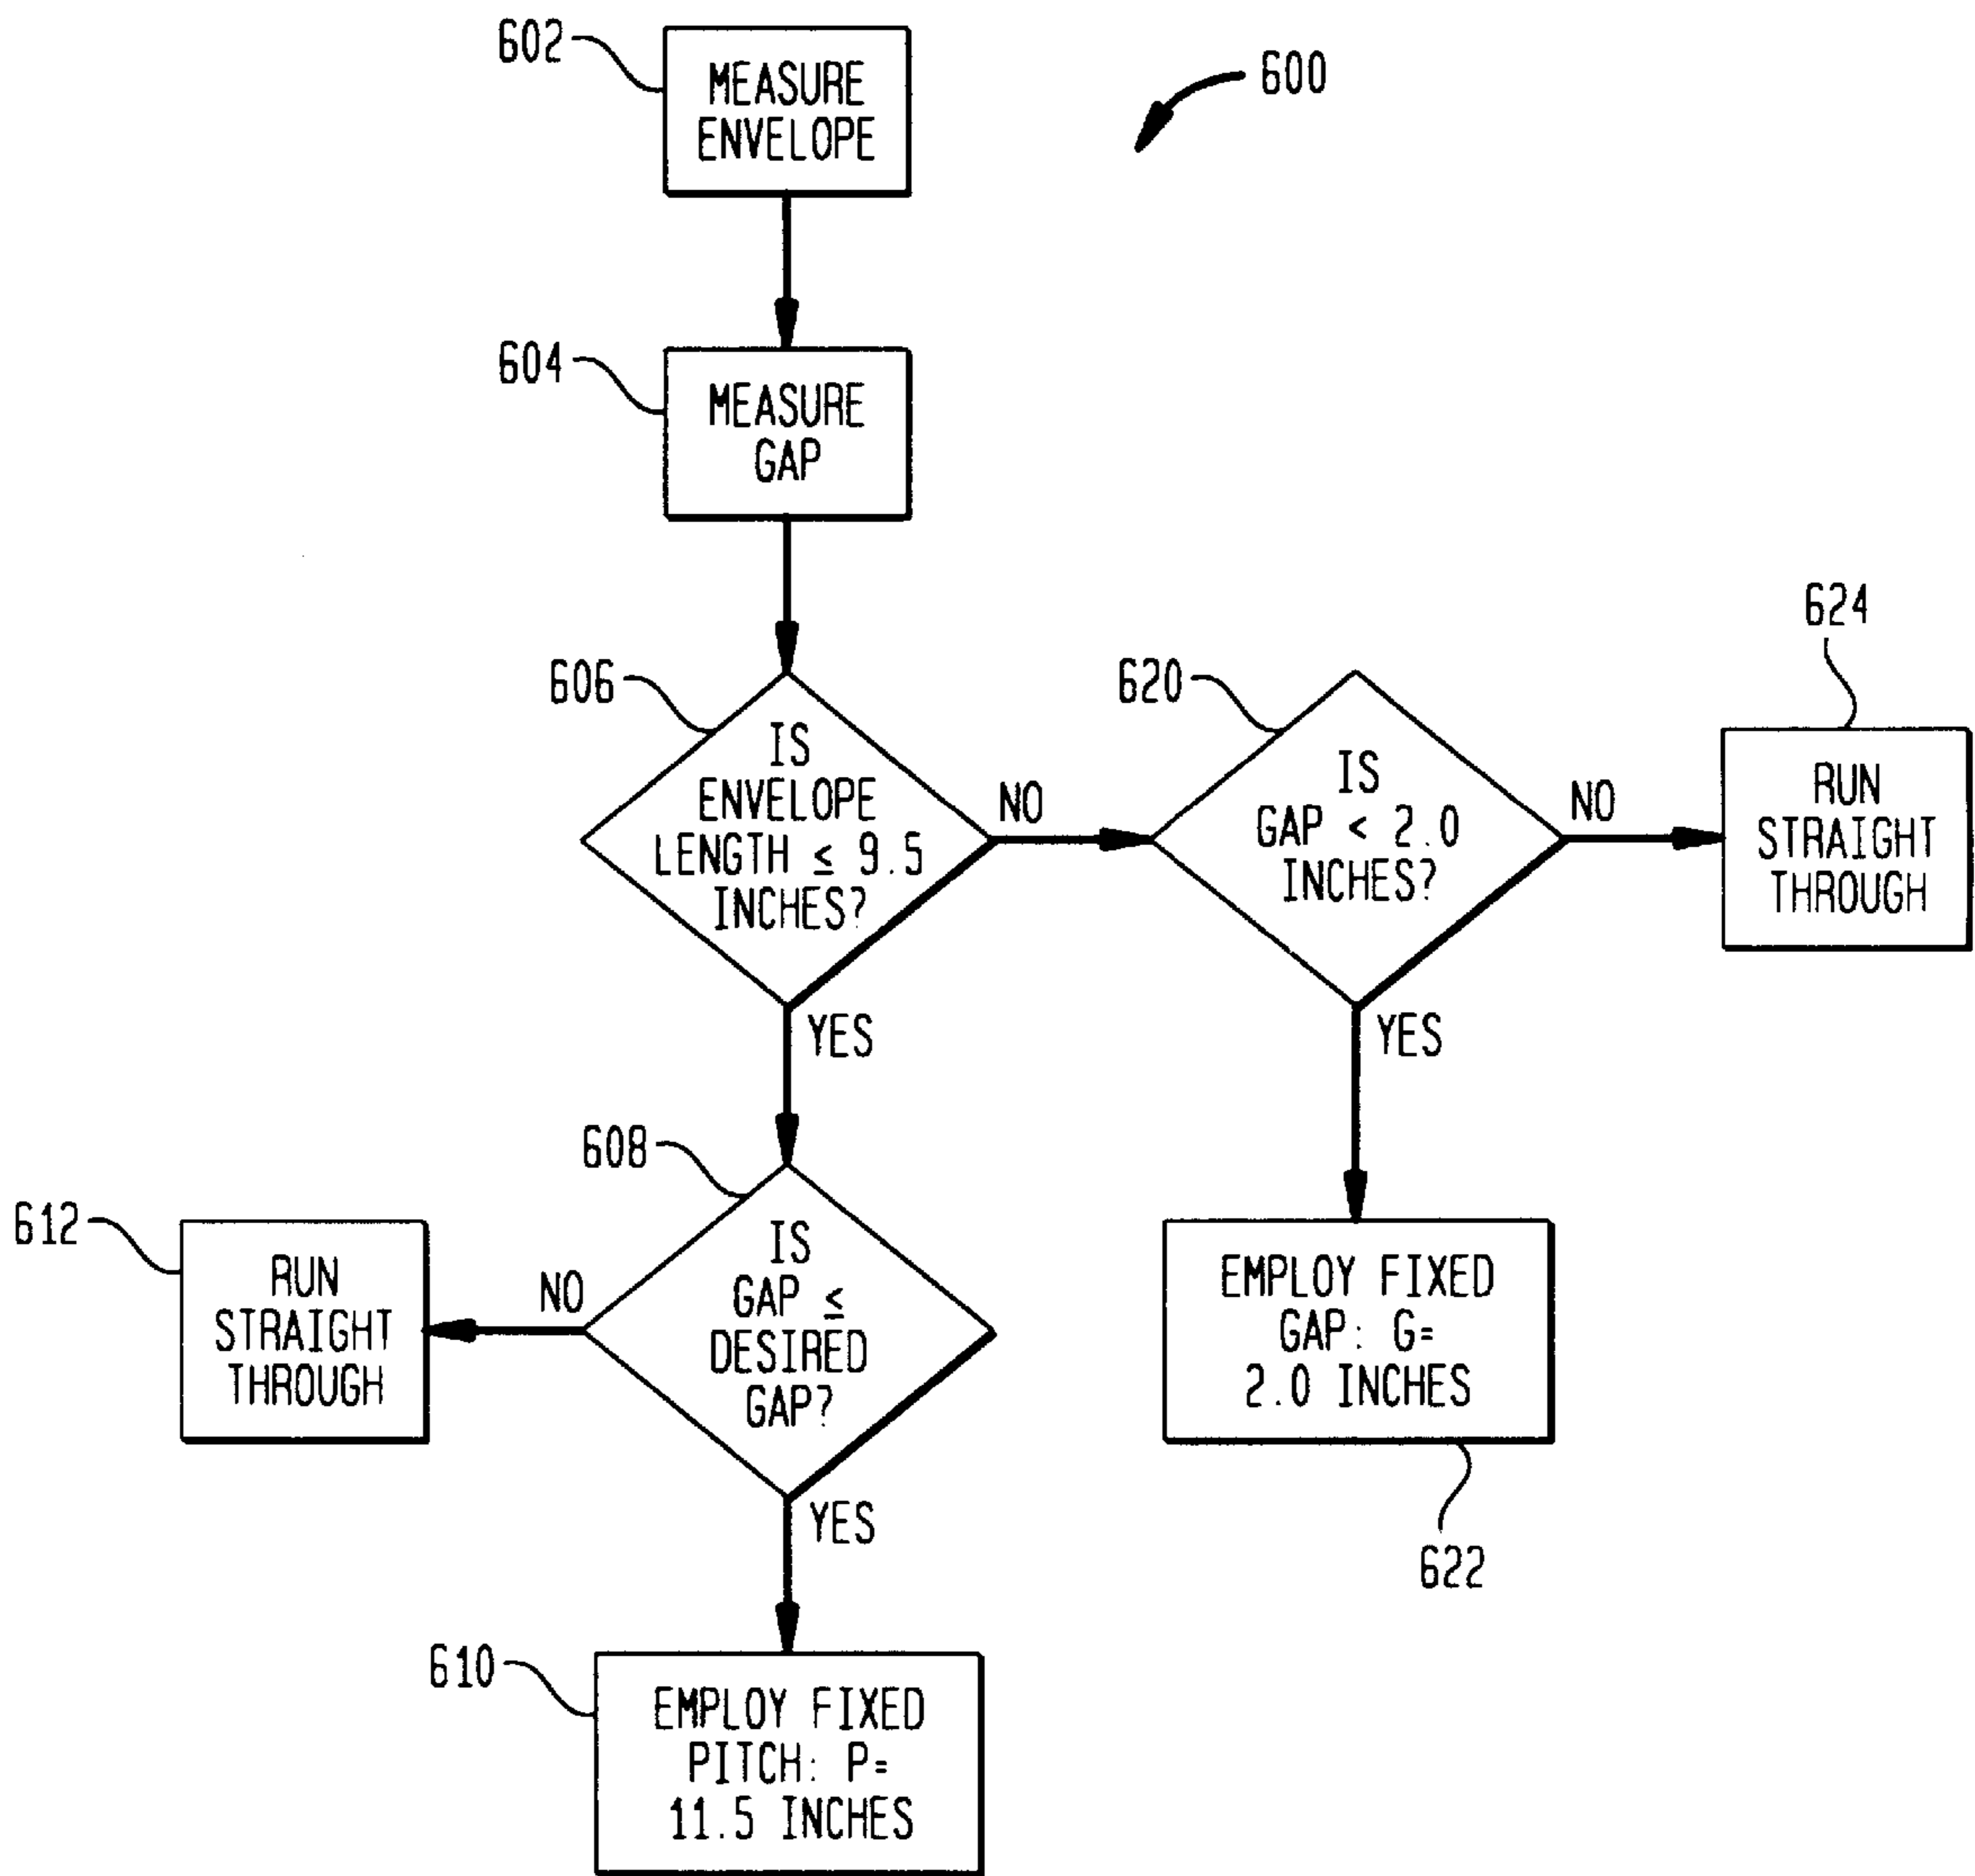 602
MEASURE
ENVELOPE
600
604
MEASURE
GAP
606
IS
ENVELOPE
LENGTH ≤ 9.5
INCHES?
NO
YES
620
IS
GAP < 2.0
INCHES?
NO
YES
624
RUN
STRAIGHT
THROUGH
608
IS
GAP ≤
DESIRED
GAP?
NO
YES
612
RUN
STRAIGHT
THROUGH
EMPLOY FIXED
GAP: G=
2.0 INCHES
622
610
EMPLOY FIXED
PITCH: P=
11.5 INCHES